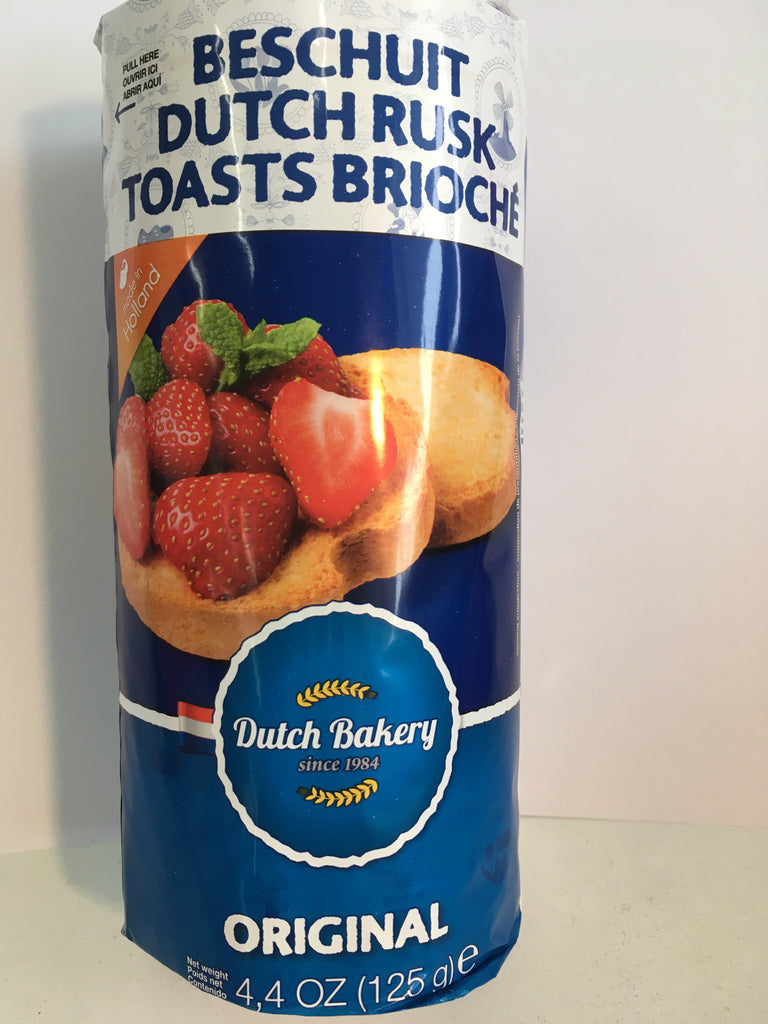 BESCHUIT
DUTCH RUSK
TOASTS BRIOCHÉ
PULL HERE
OUVRIR ICI
ABRIR AQUÍ
made in
Holland
Dutch Bakery
since 1984
ORIGINAL
Net weight
Poids net
Contenido
4,4 OZ (125 g) e